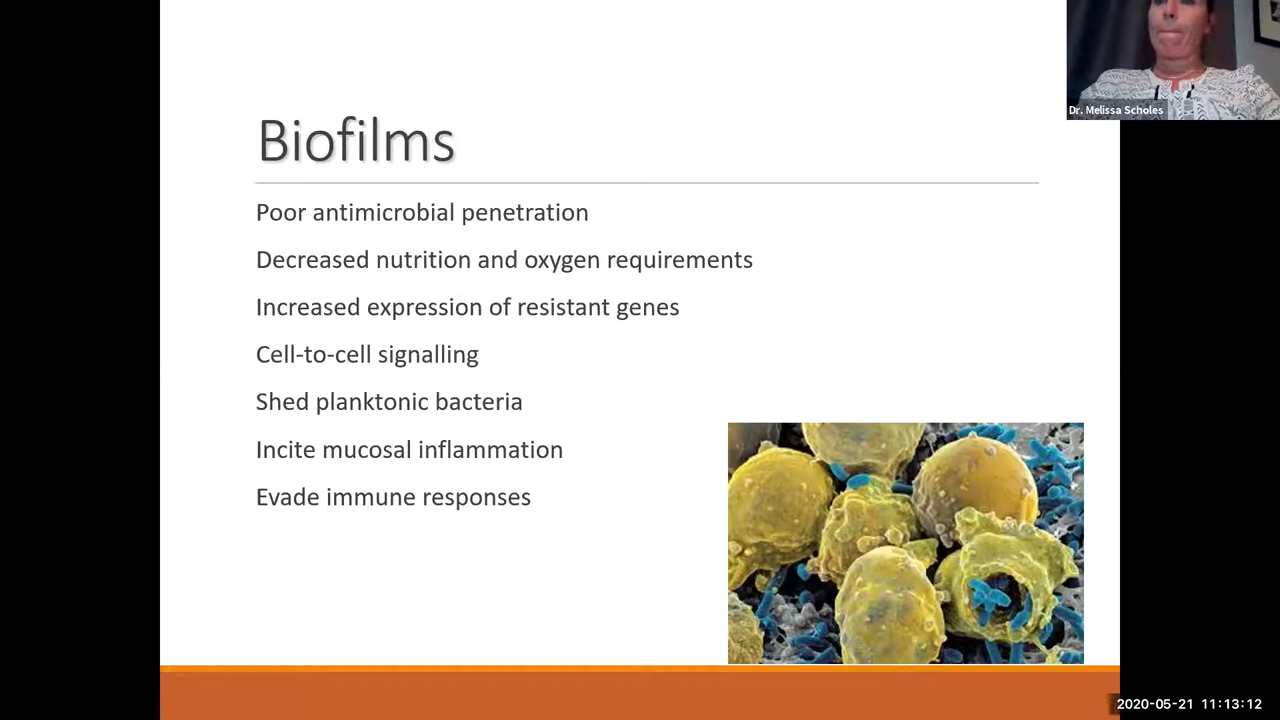 Dr. Melissa Scholes
Biofilms
Poor antimicrobial penetration
Decreased nutrition and oxygen requirements
Increased expression of resistant genes
Cell-to-cell signalling
Shed planktonic bacteria
Incite mucosal inflammation
Evade immune responses
2020-05-21 11:13:12